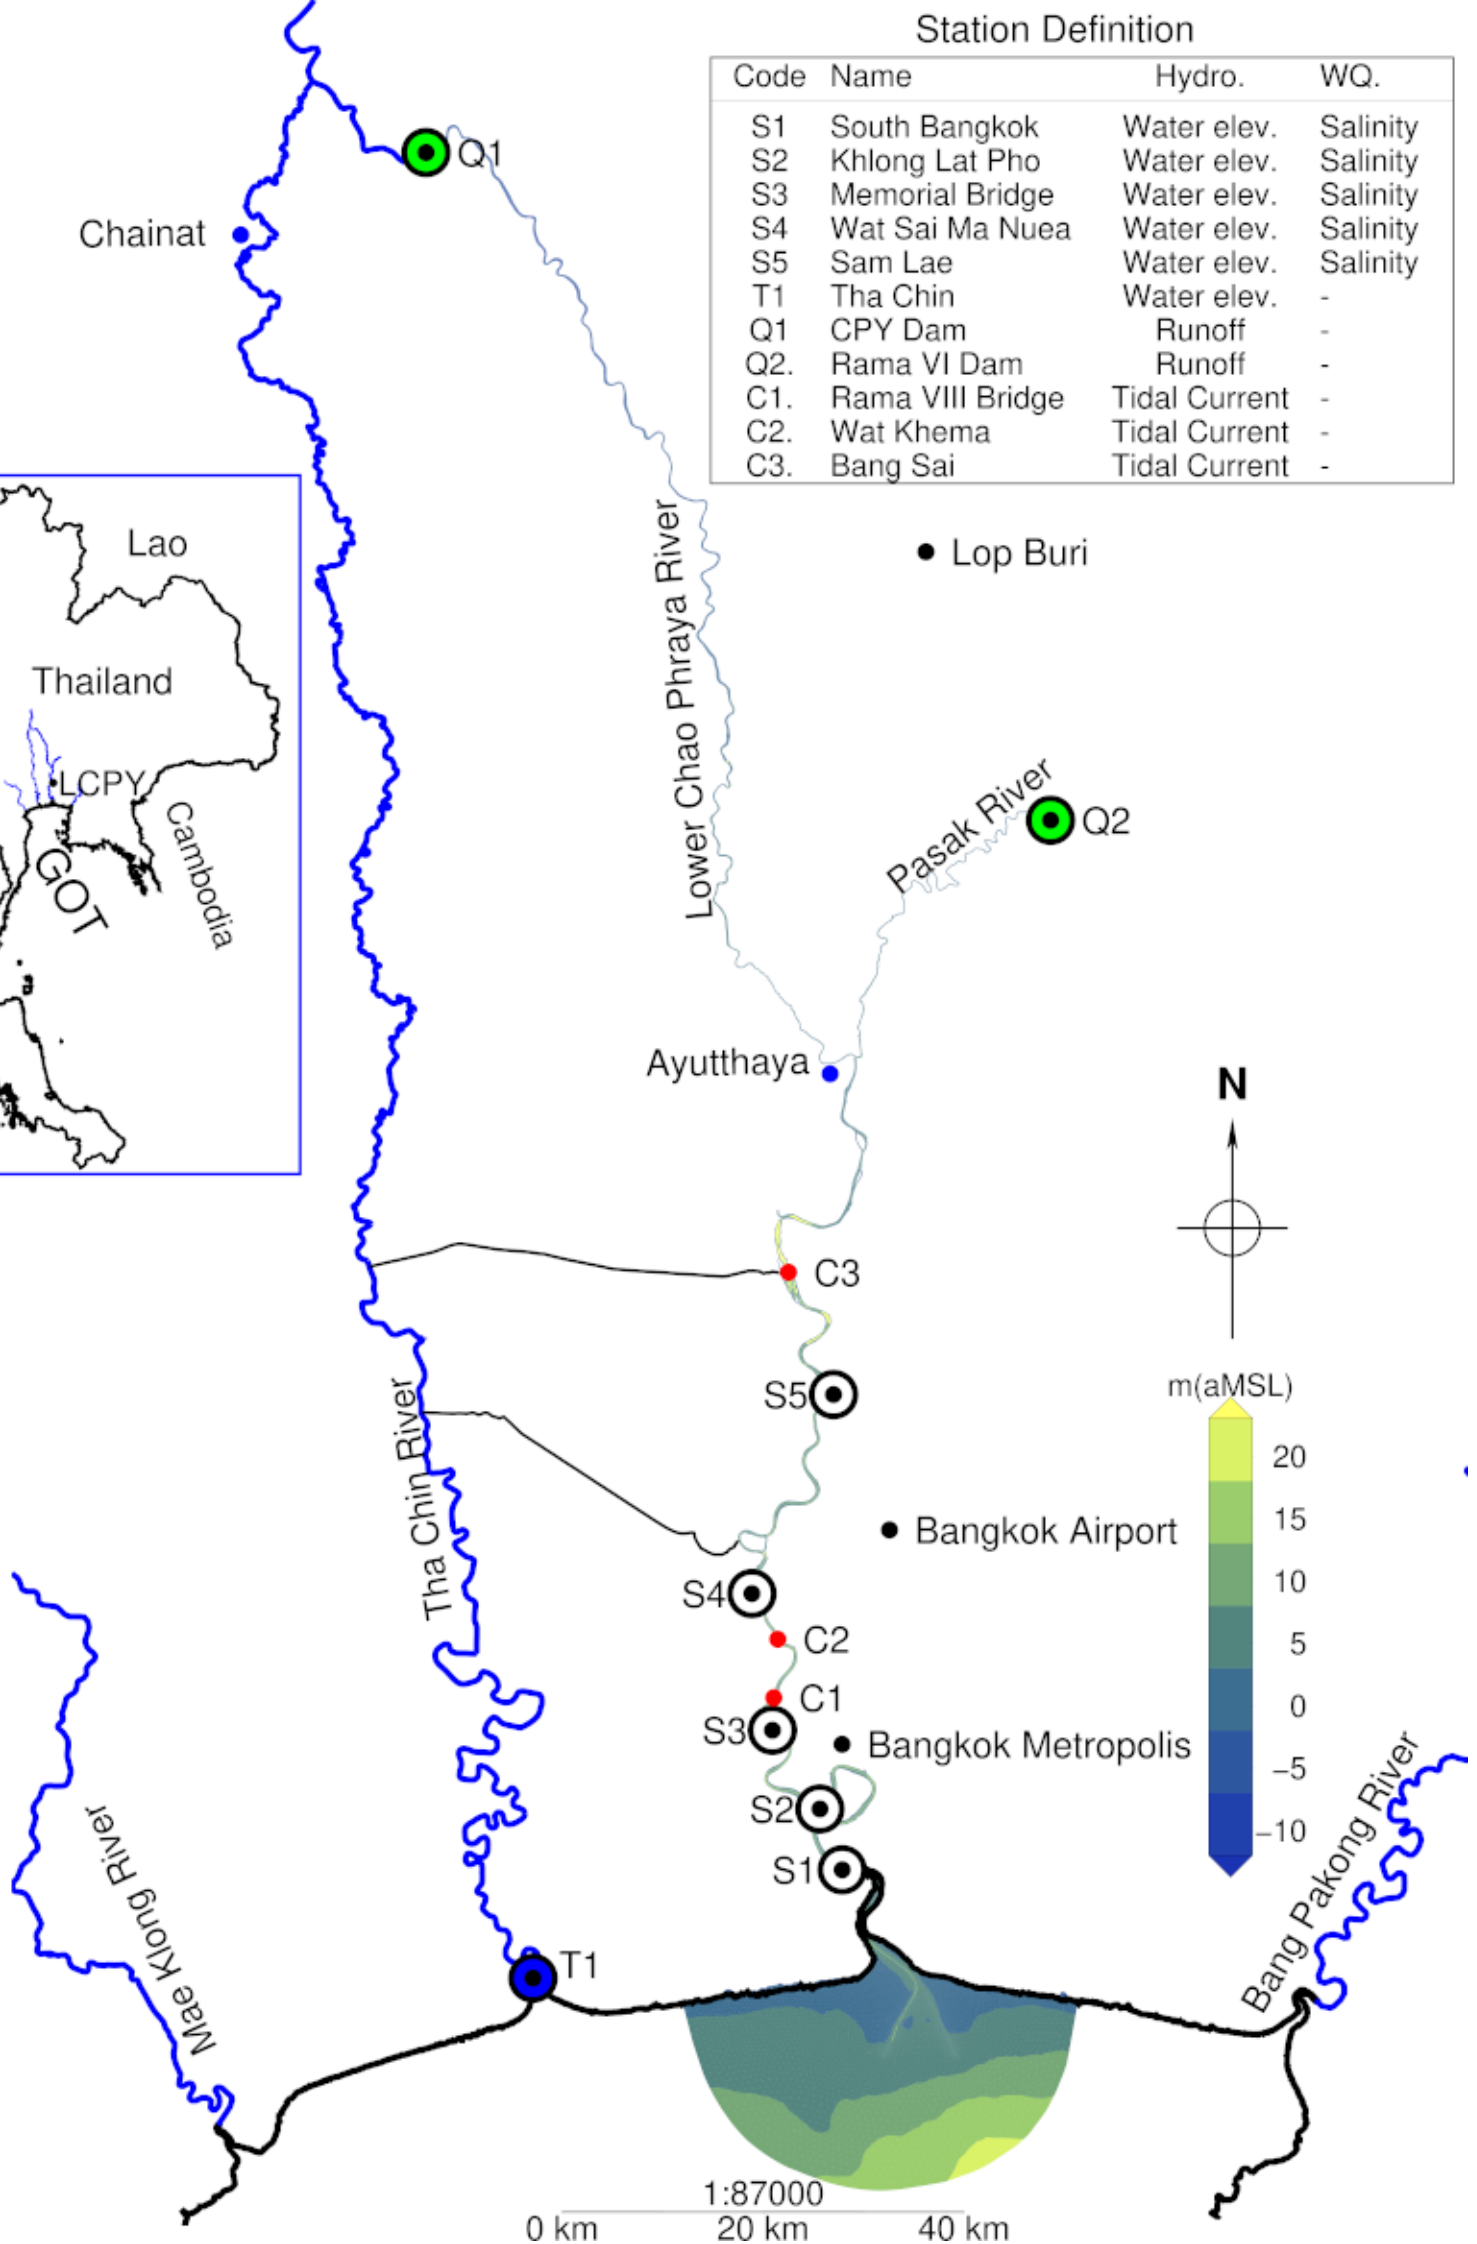 Station Definition
Code Name Hydro. WQ.
S1 South Bangkok Water elev. Salinity
S2 Khlong Lat Pho Water elev. Salinity
S3 Memorial Bridge Water elev. Salinity
S4 Wat Sai Ma Nuea Water elev. Salinity
S5 Sam Lae Water elev. Salinity
T1 Tha Chin Water elev. -
Q1 CPY Dam Runoff -
Q2. Rama VI Dam Runoff -
C1. Rama VIII Bridge Tidal Current -
C2. Wat Khema Tidal Current -
C3. Bang Sai Tidal Current -
Q1
Chainat
Lao
Thailand
LCPY
Cambodia
GOT
Lop Buri
Lower Chao Phraya River
Pasak River
Q2
Ayutthaya
N
C3
S5
m(aMSL)
20
15
10
5
0
−5
−10
Tha Chin River
Bangkok Airport
S4
C2
C1
S3
Bangkok Metropolis
S2
S1
Mae Klong River
Bang Pakong River
T1
1:87000
0 km 20 km 40 km